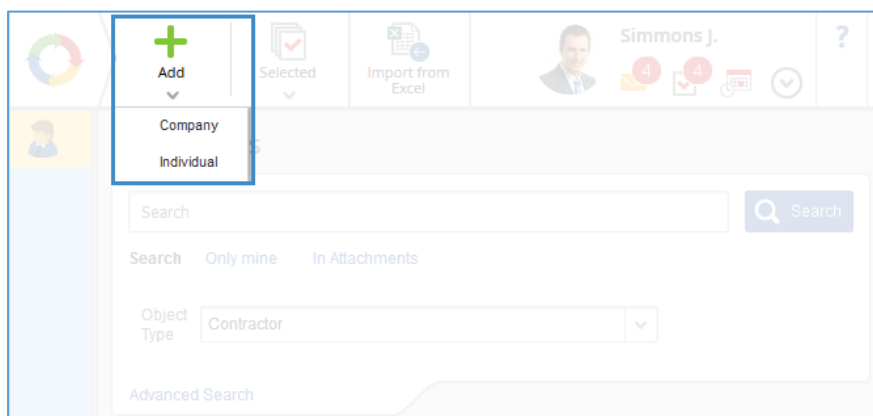 Add
Company
Individual
Selected
Import from
Excel
Simmons J.
4
4
?
s
Search
Search
Search Only mine In Attachments
Object
Type
Contractor
Advanced Search